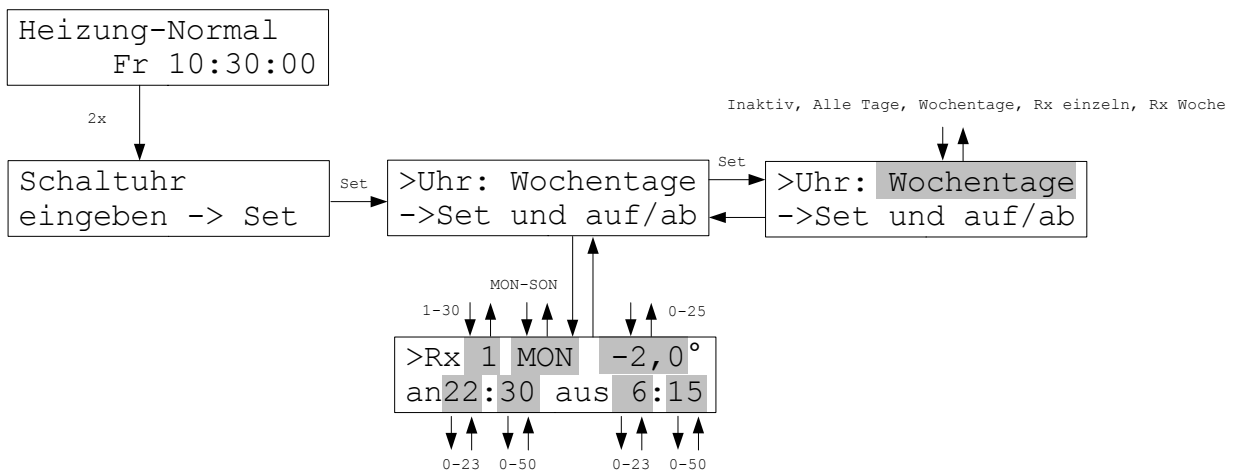 Heizung-Normal
Fr 10:30:00
2x
Inaktiv, Alle Tage, Wochentage, Rx einzeln, Rx Woche
Schaltuhr
eingeben -> Set
Set
>Uhr: Wochentage
->Set und auf/ab
Set
>Uhr: Wochentage
->Set und auf/ab
MON-SON
1-30
0-25
>Rx 1 MON -2,0°
an22:30 aus 6:15
0-23
0-50
0-23
0-50